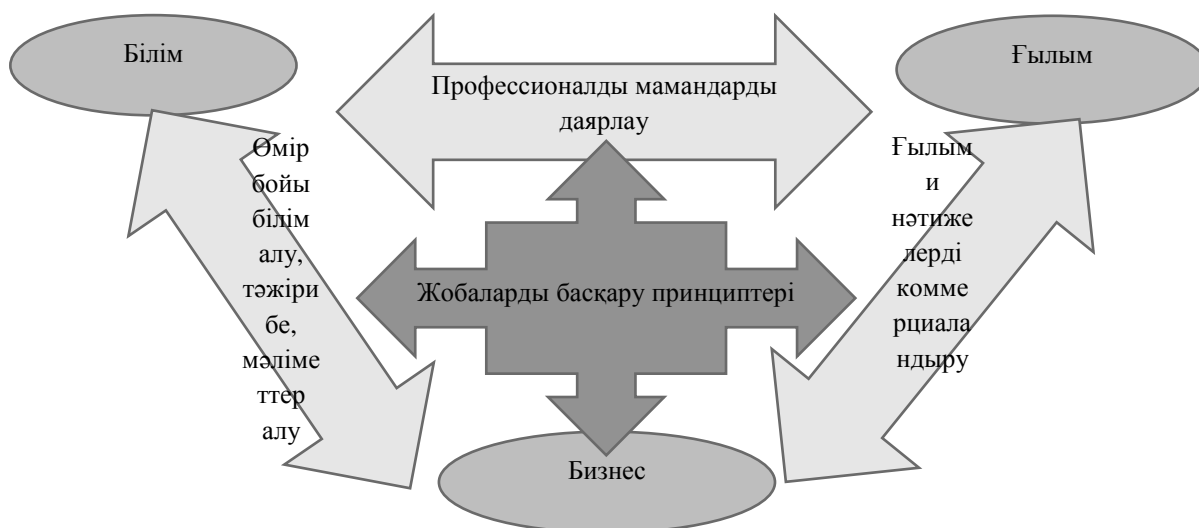 Білім
Ғылым
Профессионалды мамандарды
даярлау
Өмір
бойы
білім
алу,
тәжіри
бе,
мәліме
ттер
алу
Ғылым
и
нәтиже
лерді
комме
рциала
ндыру
Жобаларды басқару принциптері
Бизнес